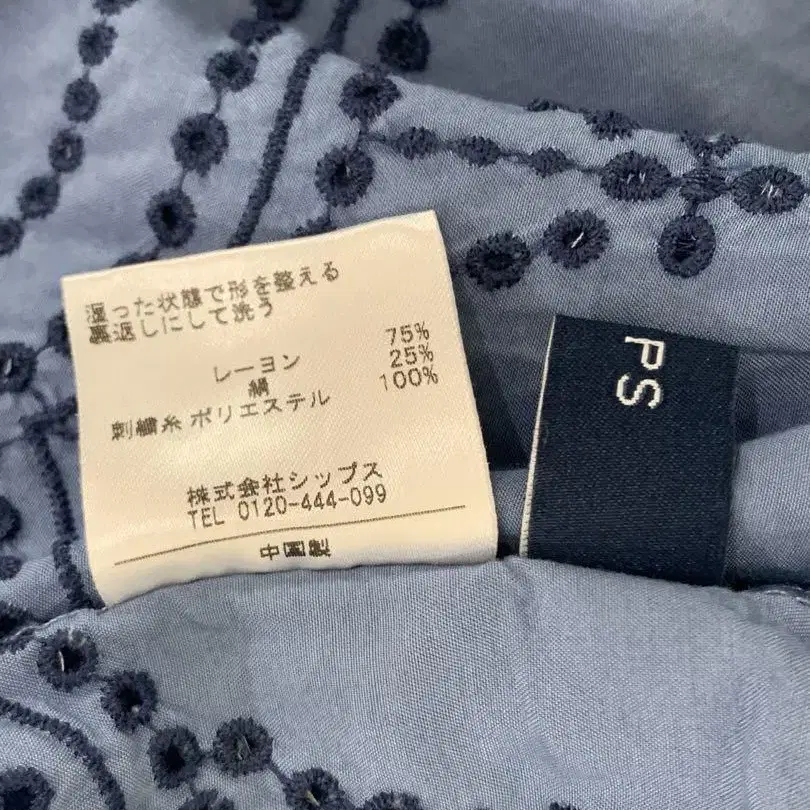 湿った状態で形を整える
裏返しにして洗う
レーヨン 75%
絹 25%
刺繍糸 ポリエステル 100%
株式会社シップス
TEL 0120-444-099
中国製
PS